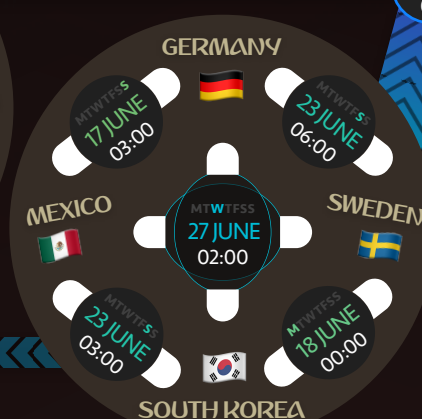 GERMANY
MTWTFSS
17 JUNE
03:00
MTWTFSS
23 JUNE
06:00
MEXICO
MTWTFSS
27 JUNE
02:00
SWEDEN
MTWTFSS
23 JUNE
03:00
MTWTFSS
18 JUNE
00:00
SOUTH KOREA